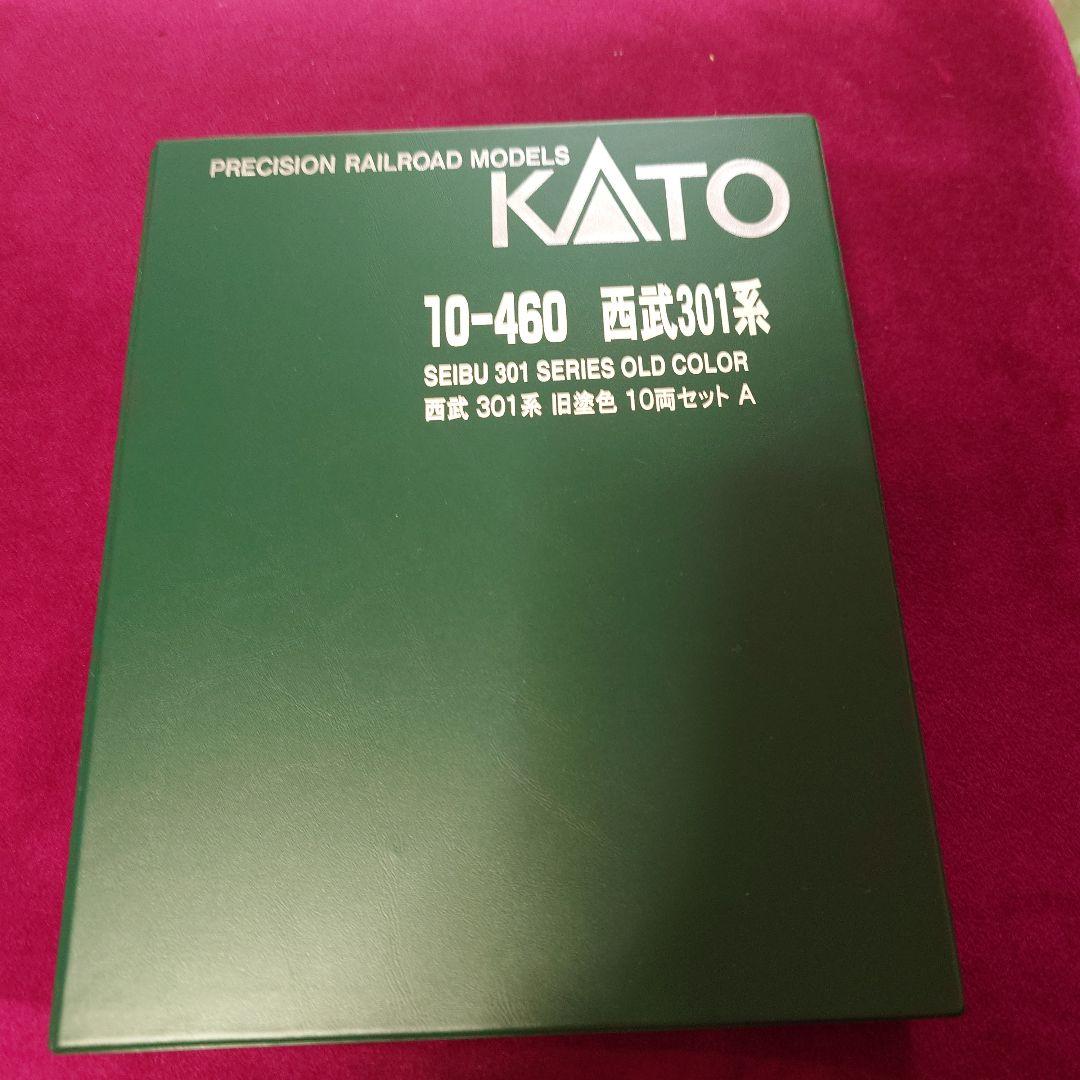 PRECISION RAILROAD MODELS
KATO
10-460 西武301系
SEIBU 301 SERIES OLD COLOR
西武 301系 旧塗色 10両セット A